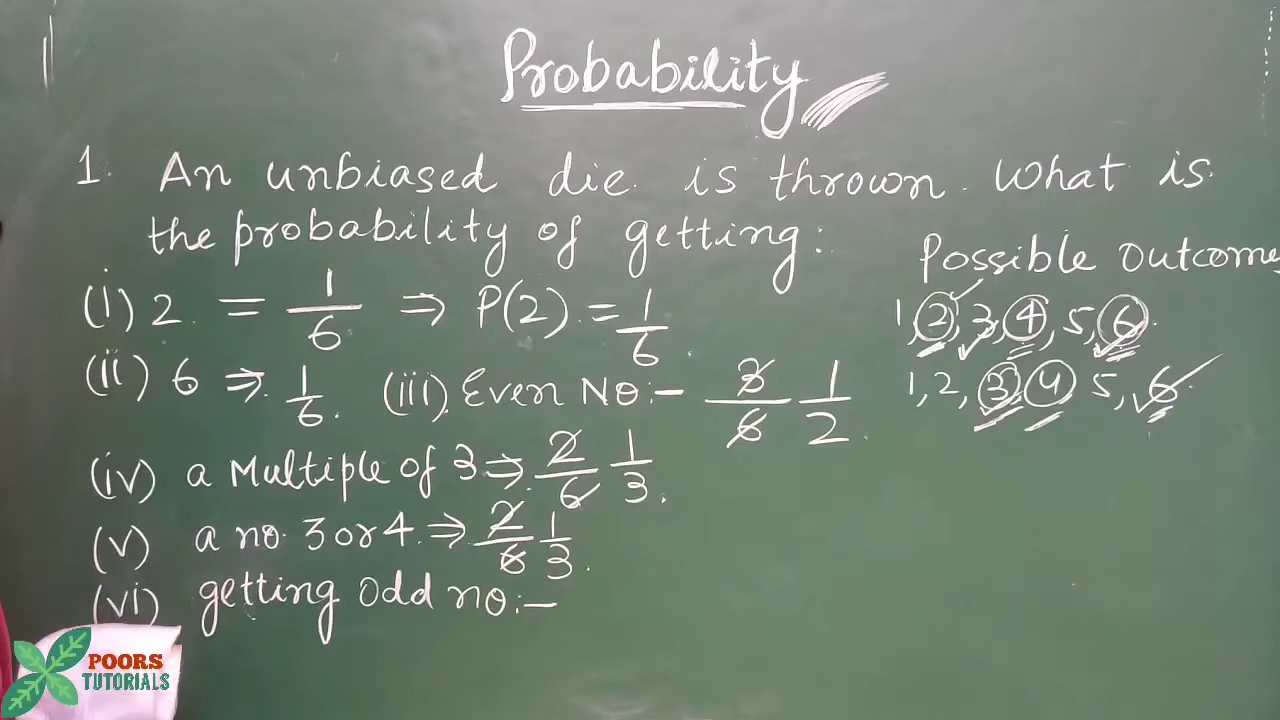 Probability
1. An unbiased die is thrown. What is
the probability of getting:
Possible Outcome
(i) 2 = 1/6 ⇒ P(2) = 1/6.
1, 2, 3, 4, 5, 6.
(ii) 6 ⇒ 1/6. (iii) Even No:- 3/6 1/2.
1, 2, 3, 4, 5, 6
(iv) a Multiple of 3 ⇒ 2/6 1/3.
(v) a no. 3 or 4 ⇒ 2/6 1/3.
(vi) getting odd no:-
POORS
TUTORIALS